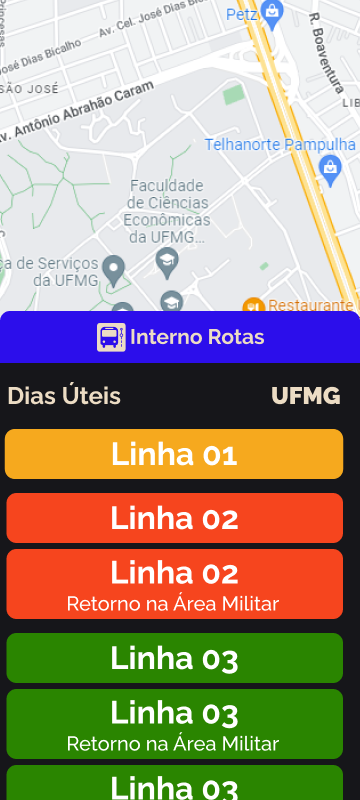 Petz
Av. Cel. José Dias Bicalho
José Dias Bicalho
R. Boaventura
SÃO JOSÉ
LIB
Av. Antônio Abrahão Caram
Telhanorte Pampulha
Faculdade
de Ciências
Econômicas
da UFMG...
ça de Serviços
da UFMG
Restaurante
Interno Rotas
Dias Úteis
UFMG
Linha 01
Linha 02
Linha 02
Retorno na Área Militar
Linha 03
Linha 03
Retorno na Área Militar
Linha 03